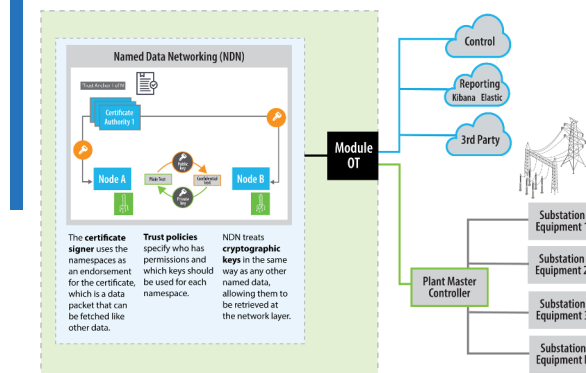 Named Data Networking (NDN)
Trust Anchor 1 of N
Certificate
Authority 1
Node A
Node B
Public
Key
Plain Text
Private
Key
The certificate
signer uses the
namespaces as
an endorsement
for the certificate,
which is a data
packet that can
be fetched like
other data.
Trust policies
specify who has
permissions and
which keys should
be used for each
namespace.
NDN treats
cryptographic
keys in the same
way as any other
named data,
allowing them to
be retrieved at
the network layer.
Module
OT
Control
Reporting
Kibana Elastic
3rd Party
Plant Master
Controller
Substation
Equipment 1
Substation
Equipment 2
Substation
Equipment 3
Substation
Equipment